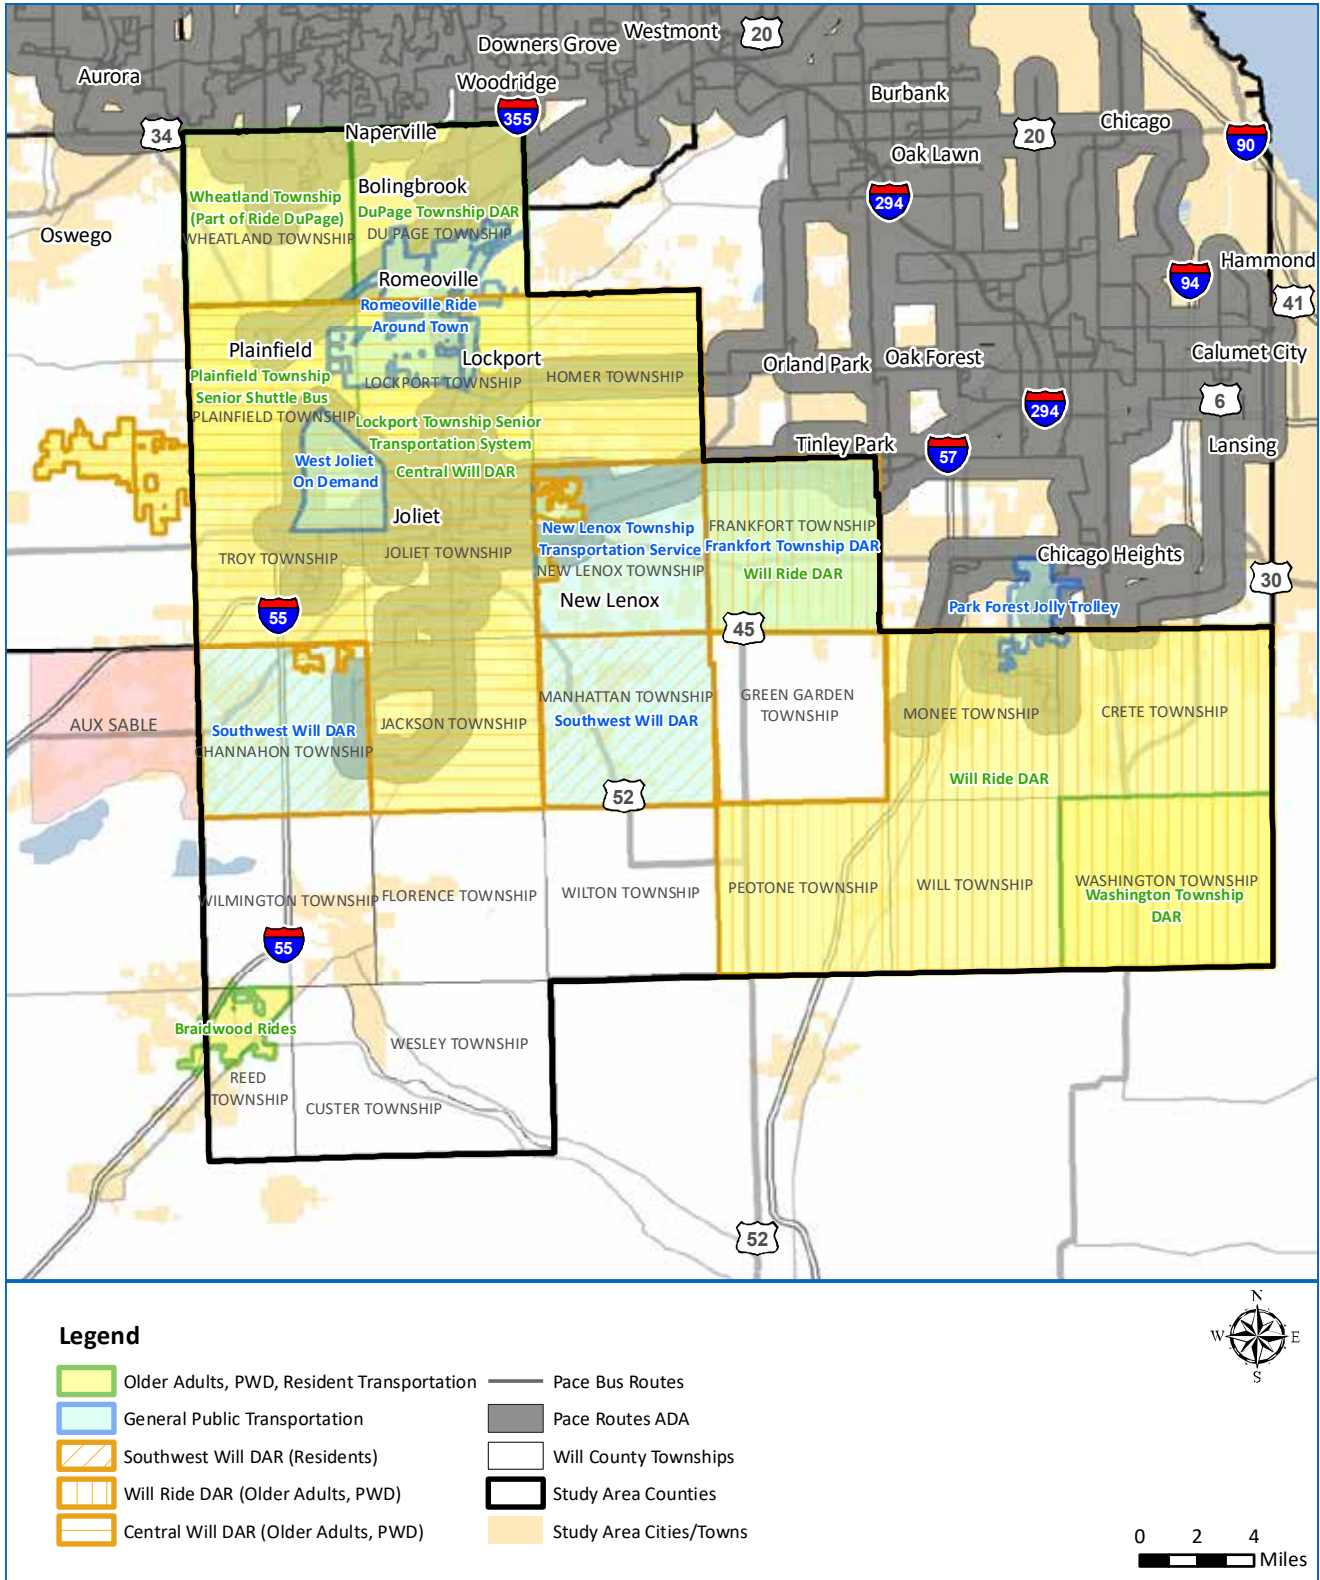 Downers Grove
Westmont
20
Aurora
Woodridge
Burbank
355
34
Naperville
20
Chicago
90
Oak Lawn
Bolingbrook
Wheatland Township
(Part of Ride DuPage)
WHEATLAND TOWNSHIP
DuPage Township DAR
DU PAGE TOWNSHIP
294
Oswego
Hammond
Romeoville
94
41
Romeoville Ride
Around Town
Plainfield
Lockport
Orland Park
Oak Forest
Calumet City
Plainfield Township
Senior Shuttle Bus
PLAINFIELD TOWNSHIP
LOCKPORT TOWNSHIP
HOMER TOWNSHIP
6
294
Lockport Township Senior
Transportation System
Tinley Park
57
Lansing
West Joliet
On Demand
Central Will DAR
Joliet
New Lenox Township
Transportation Service
NEW LENOX TOWNSHIP
FRANKFORT TOWNSHIP
Frankfort Township DAR
Will Ride DAR
TROY TOWNSHIP
JOLIET TOWNSHIP
Chicago Heights
30
New Lenox
Park Forest Jolly Trolley
55
45
AUX SABLE
Southwest Will DAR
CHANNAHON TOWNSHIP
JACKSON TOWNSHIP
MANHATTAN TOWNSHIP
Southwest Will DAR
GREEN GARDEN
TOWNSHIP
MONEE TOWNSHIP
CRETE TOWNSHIP
Will Ride DAR
52
WILMINGTON TOWNSHIP
FLORENCE TOWNSHIP
WILTON TOWNSHIP
PEOTONE TOWNSHIP
WILL TOWNSHIP
WASHINGTON TOWNSHIP
Washington Township
DAR
55
Braidwood Rides
WESLEY TOWNSHIP
REED
TOWNSHIP
CUSTER TOWNSHIP
52
Legend
Older Adults, PWD, Resident Transportation
General Public Transportation
Southwest Will DAR (Residents)
Will Ride DAR (Older Adults, PWD)
Central Will DAR (Older Adults, PWD)
Pace Bus Routes
Pace Routes ADA
Will County Townships
Study Area Counties
Study Area Cities/Towns
N
W E
S
0 2 4
Miles